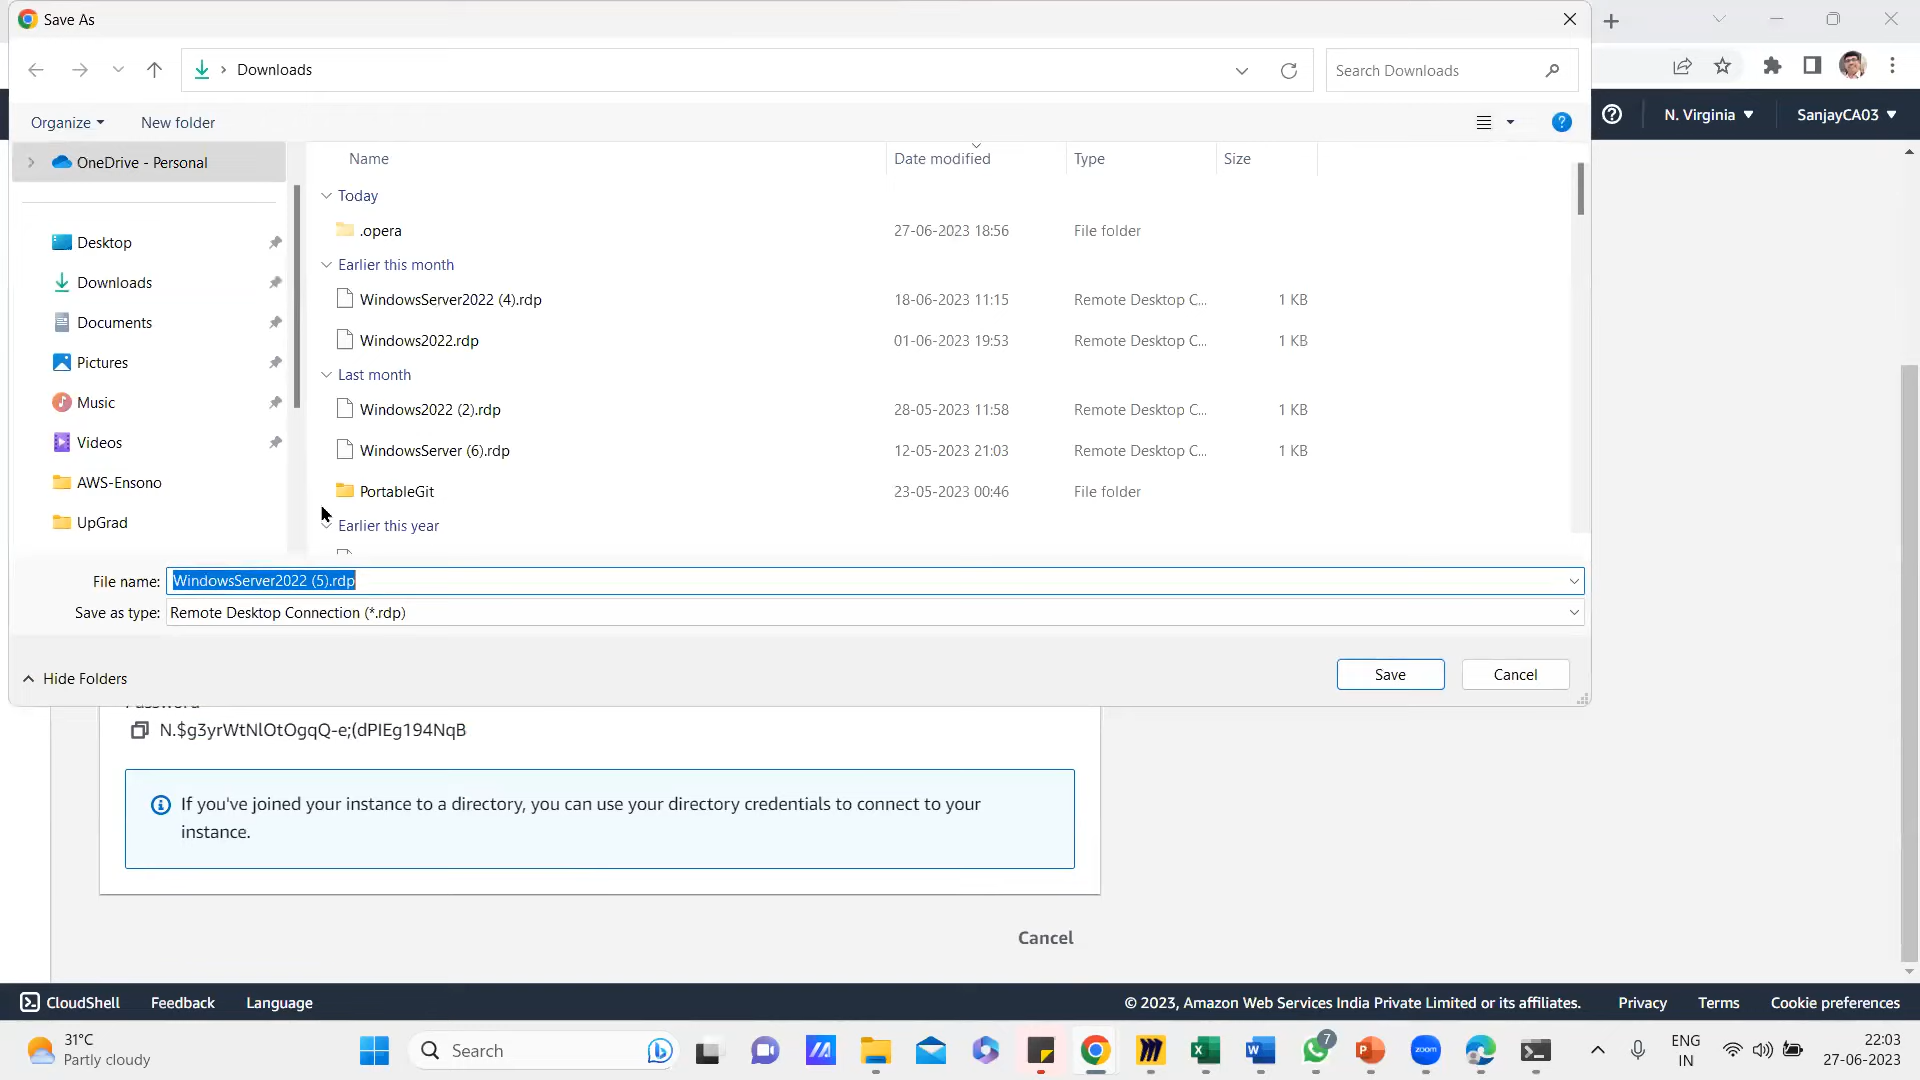 Save As
Downloads
Search Downloads
Organize
New folder
?
N. Virginia
SanjayCA03
OneDrive - Personal
Desktop
Downloads
Documents
Pictures
Music
Videos
AWS-Ensono
UpGrad
Name Date modified Type Size
Today
.opera 27-06-2023 18:56 File folder
Earlier this month
WindowsServer2022 (4).rdp 18-06-2023 11:15 Remote Desktop C... 1 KB
Windows2022.rdp 01-06-2023 19:53 Remote Desktop C... 1 KB
Last month
Windows2022 (2).rdp 28-05-2023 11:58 Remote Desktop C... 1 KB
WindowsServer (6).rdp 12-05-2023 21:03 Remote Desktop C... 1 KB
PortableGit 23-05-2023 00:46 File folder
Earlier this year
File name: WindowsServer2022 (5).rdp
Save as type: Remote Desktop Connection (*.rdp)
Hide Folders
Save
Cancel
Password
N.$g3yrWtNlOtOgqQ-e;(dPIEg194NqB
If you've joined your instance to a directory, you can use your directory credentials to connect to your
instance.
Cancel
CloudShell Feedback Language
© 2023, Amazon Web Services India Private Limited or its affiliates. Privacy Terms Cookie preferences
31°C
Partly cloudy
Search
zoom
7
ENG
IN
22:03
27-06-2023